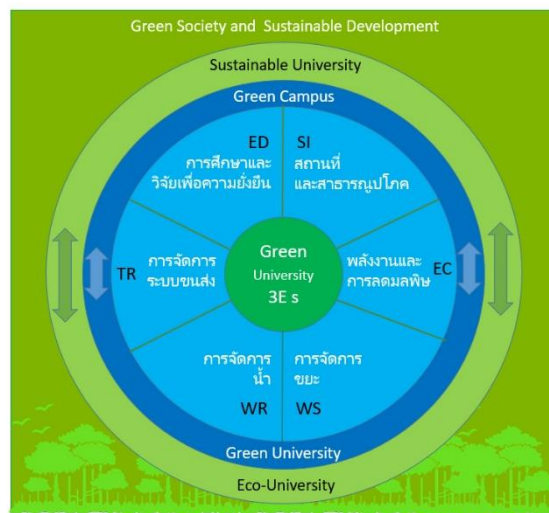 Green Society and Sustainable Development
Sustainable University
Green Campus
ED
การศึกษาและ
วิจัยเพื่อความยั่งยืน
SI
สถานที่
และสาธารณูปโภค
TR
การจัดการ
ระบบขนส่ง
Green
University
3E s
พลังงานและ
การลดมลพิษ
EC
การจัดการ
น้ำ
WR
การจัดการ
ขยะ
WS
Green University
Eco-University